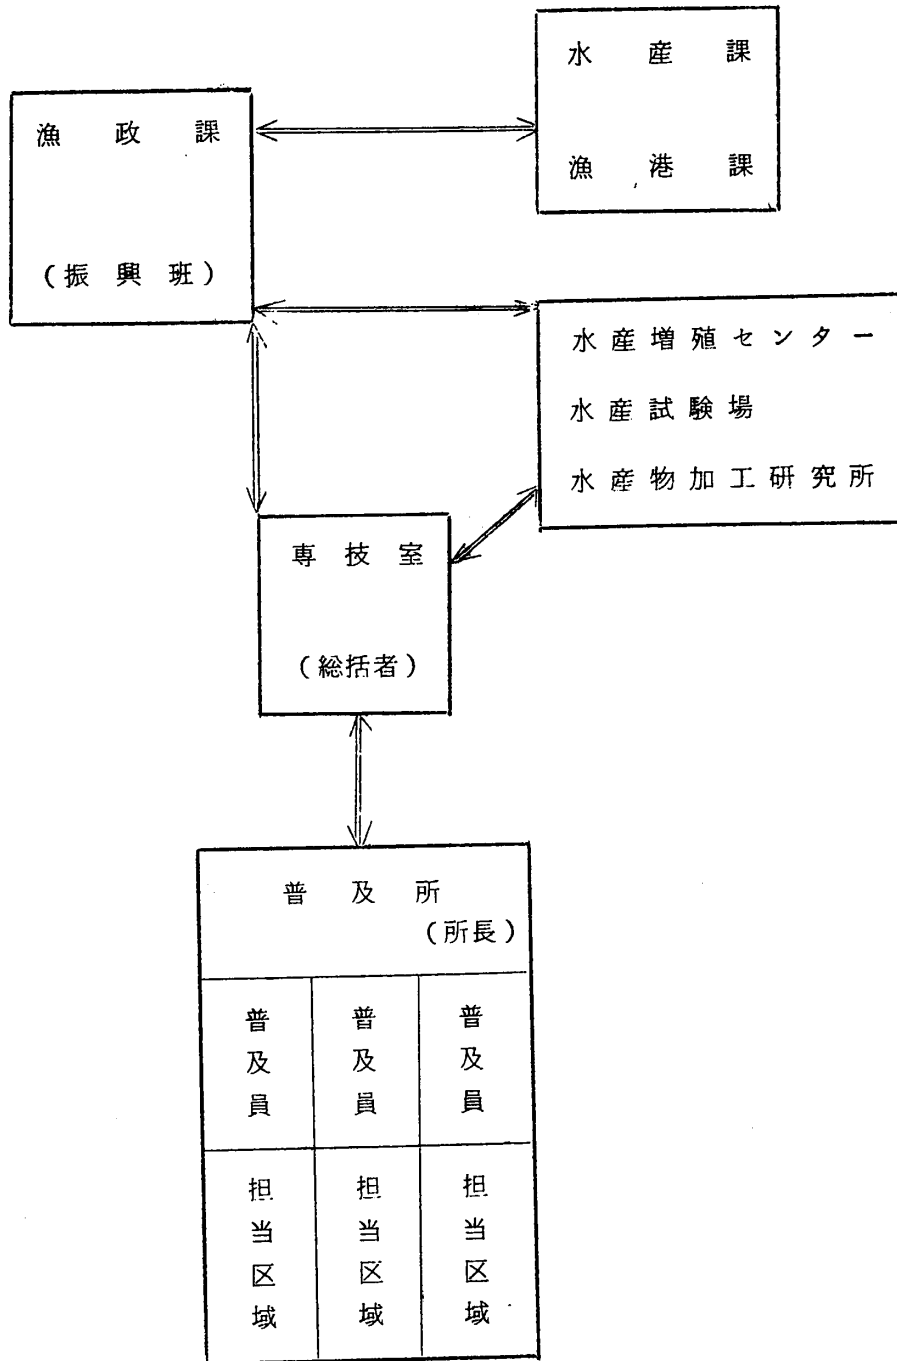 水産課
漁政課
漁港課
（振興班）
水産増殖センター
水産試験場
水産物加工研究所
専技室
（総括者）
普及所
（所長）
普及員
普及員
普及員
担当区域
担当区域
担当区域